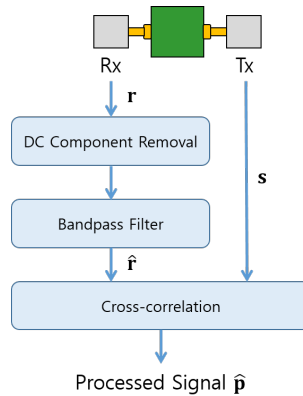 Rx
Tx
r
DC Component Removal
s
Bandpass Filter
r̂
Cross-correlation
Processed Signal p̂